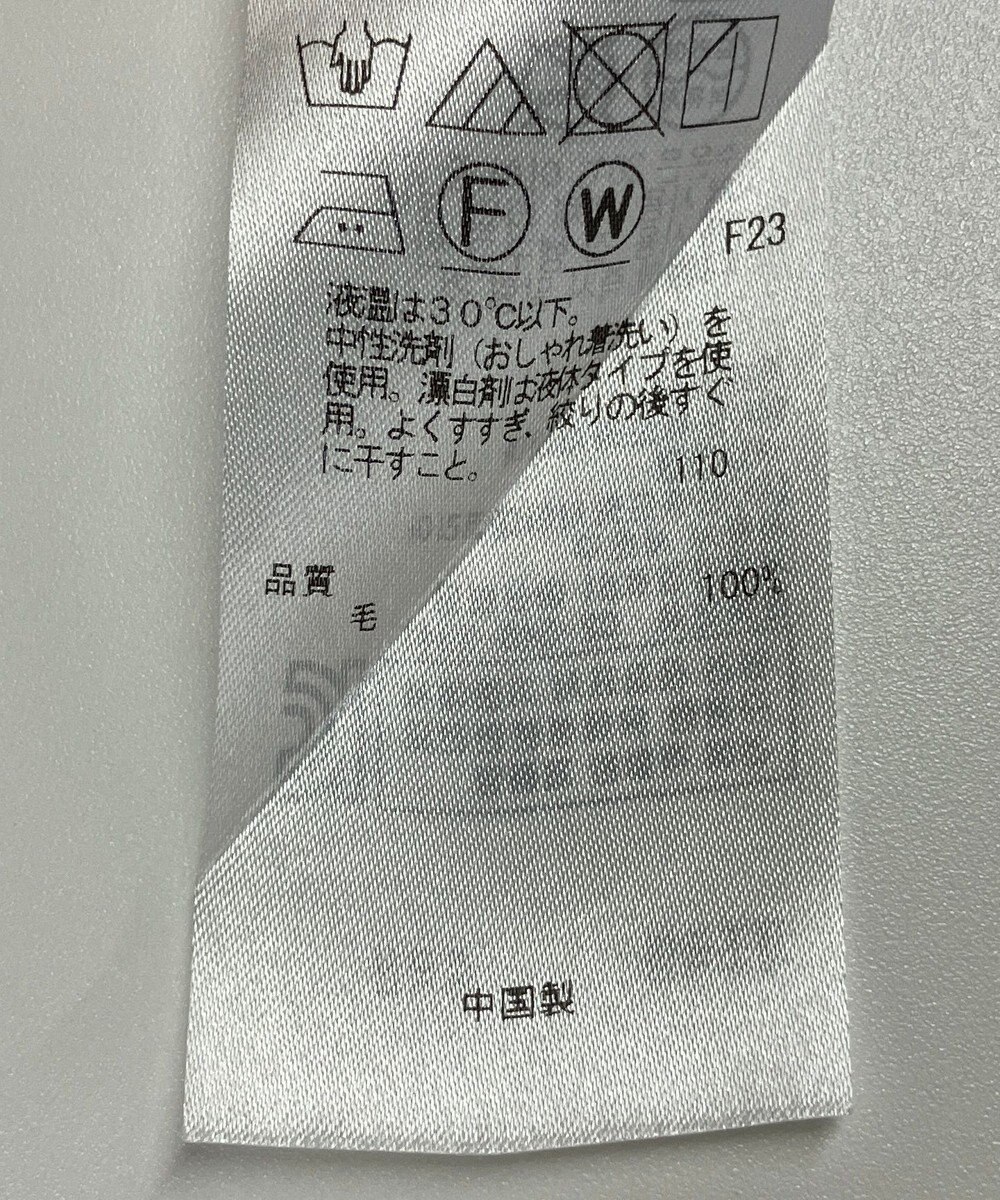 F
W
F23
液温は30℃以下。
中性洗剤（おしゃれ着洗い）を
使用。漂白剤は液体タイプを使
用。よくすすぎ、絞りの後すぐ
に干すこと。
110
品質
毛 100%
中国製